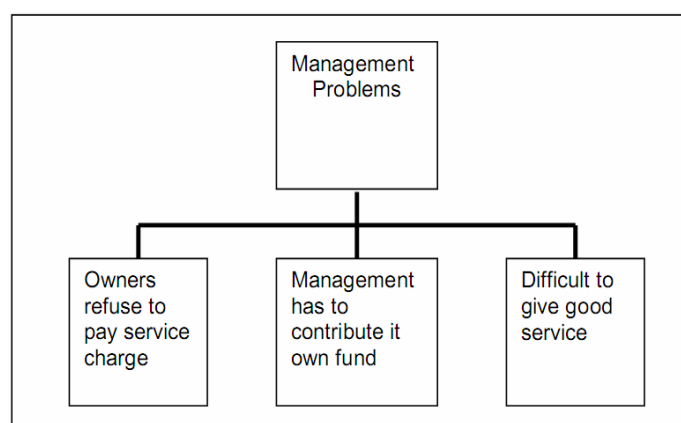 Management
Problems
Owners
refuse to
pay service
charge
Management
has to
contribute it
own fund
Difficult to
give good
service